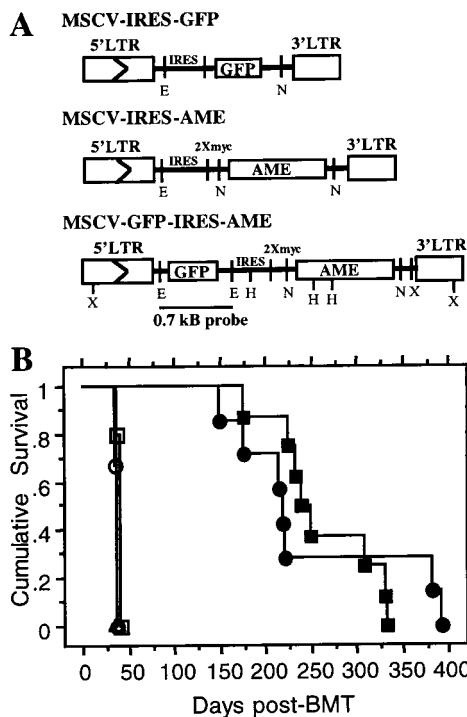 A
MSCV-IRES-GFP
5'LTR 3'LTR
IRES GFP
E N
MSCV-IRES-AME
5'LTR 2Xmyc 3'LTR
IRES AME
E N N
MSCV-GFP-IRES-AME
5'LTR 2Xmyc 3'LTR
IRES
GFP AME
X E E H N H H N X X
0.7 kB probe
B
Cumulative Survival
1
.8
.6
.4
.2
0
0 50 100 150 200 250 300 350 400
Days post-BMT